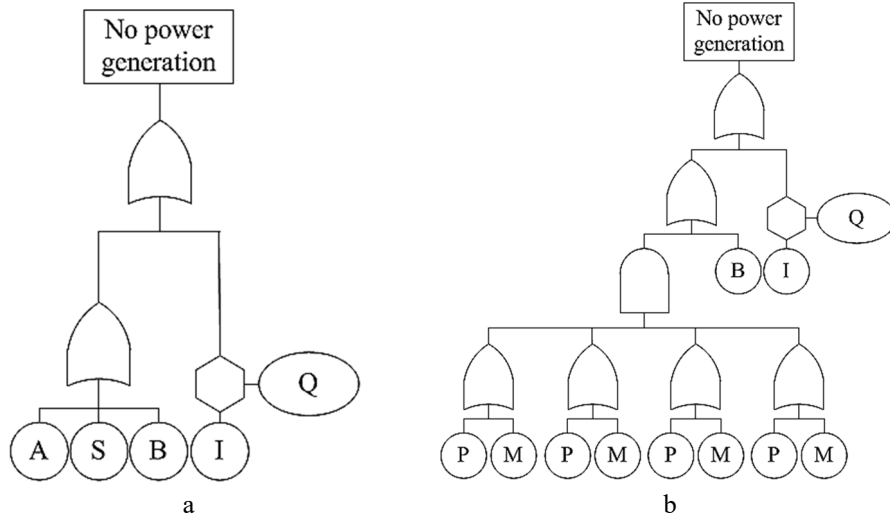 No power
generation
Q
A S B I
a
No power
generation
Q
B I
P M P M P M P M
b